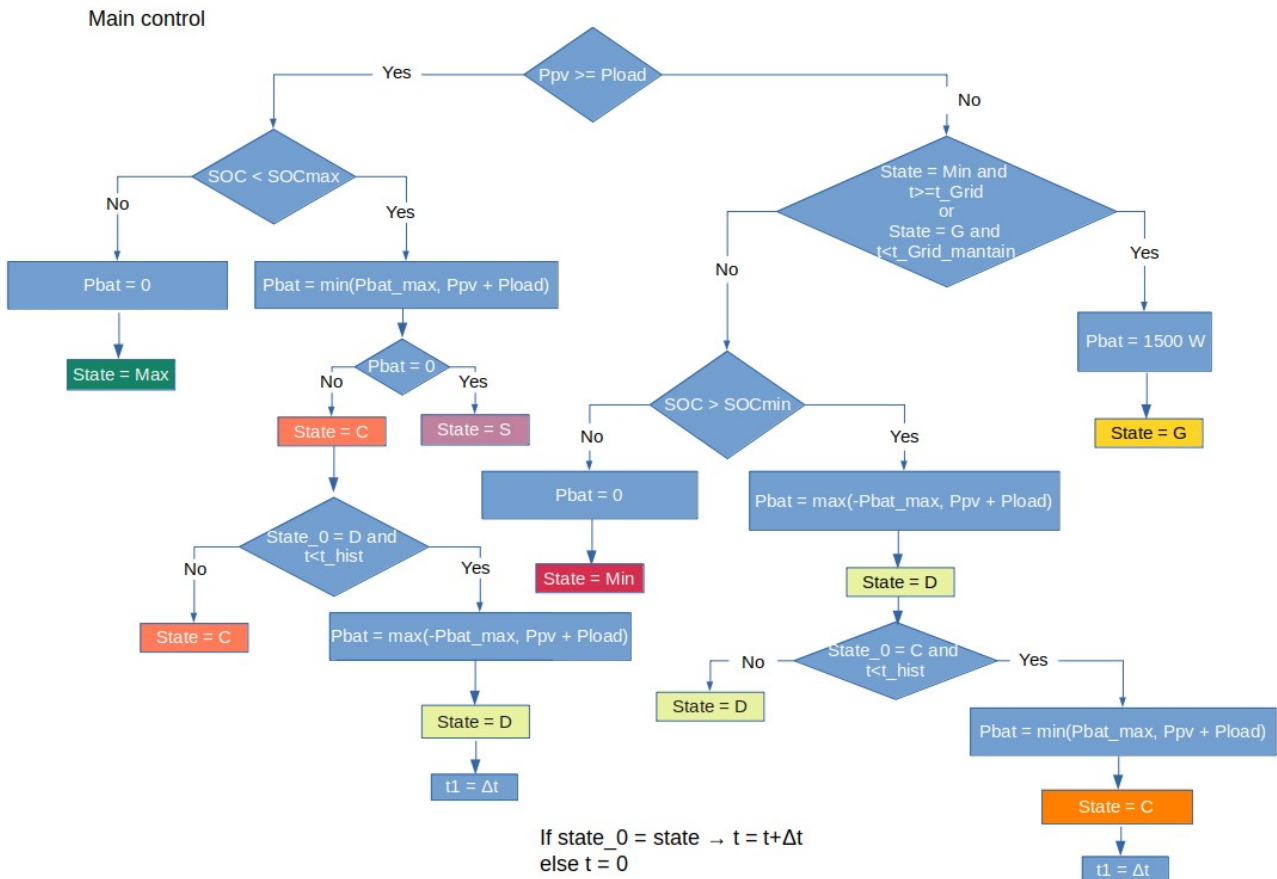 Main control
Ppv >= Pload
Yes
No
SOC < SOCmax
No
Yes
Pbat = 0
Pbat = min(Pbat_max, Ppv + Pload)
State = Max
Pbat = 0
No
Yes
State = C
State = S
State_0 = D and
t<t_hist
No
Yes
State = C
Pbat = max(-Pbat_max, Ppv + Pload)
State = D
t1 = Δt
State = Min and
t>=t_Grid
or
State = G and
t<t_Grid_mantain
No
Yes
Pbat = 1500 W
State = G
SOC > SOCmin
No
Yes
Pbat = 0
State = Min
Pbat = max(-Pbat_max, Ppv + Pload)
State = D
State_0 = C and
t<t_hist
No
Yes
State = D
Pbat = min(Pbat_max, Ppv + Pload)
State = C
t1 = Δt
If state_0 = state → t = t+Δt
else t = 0